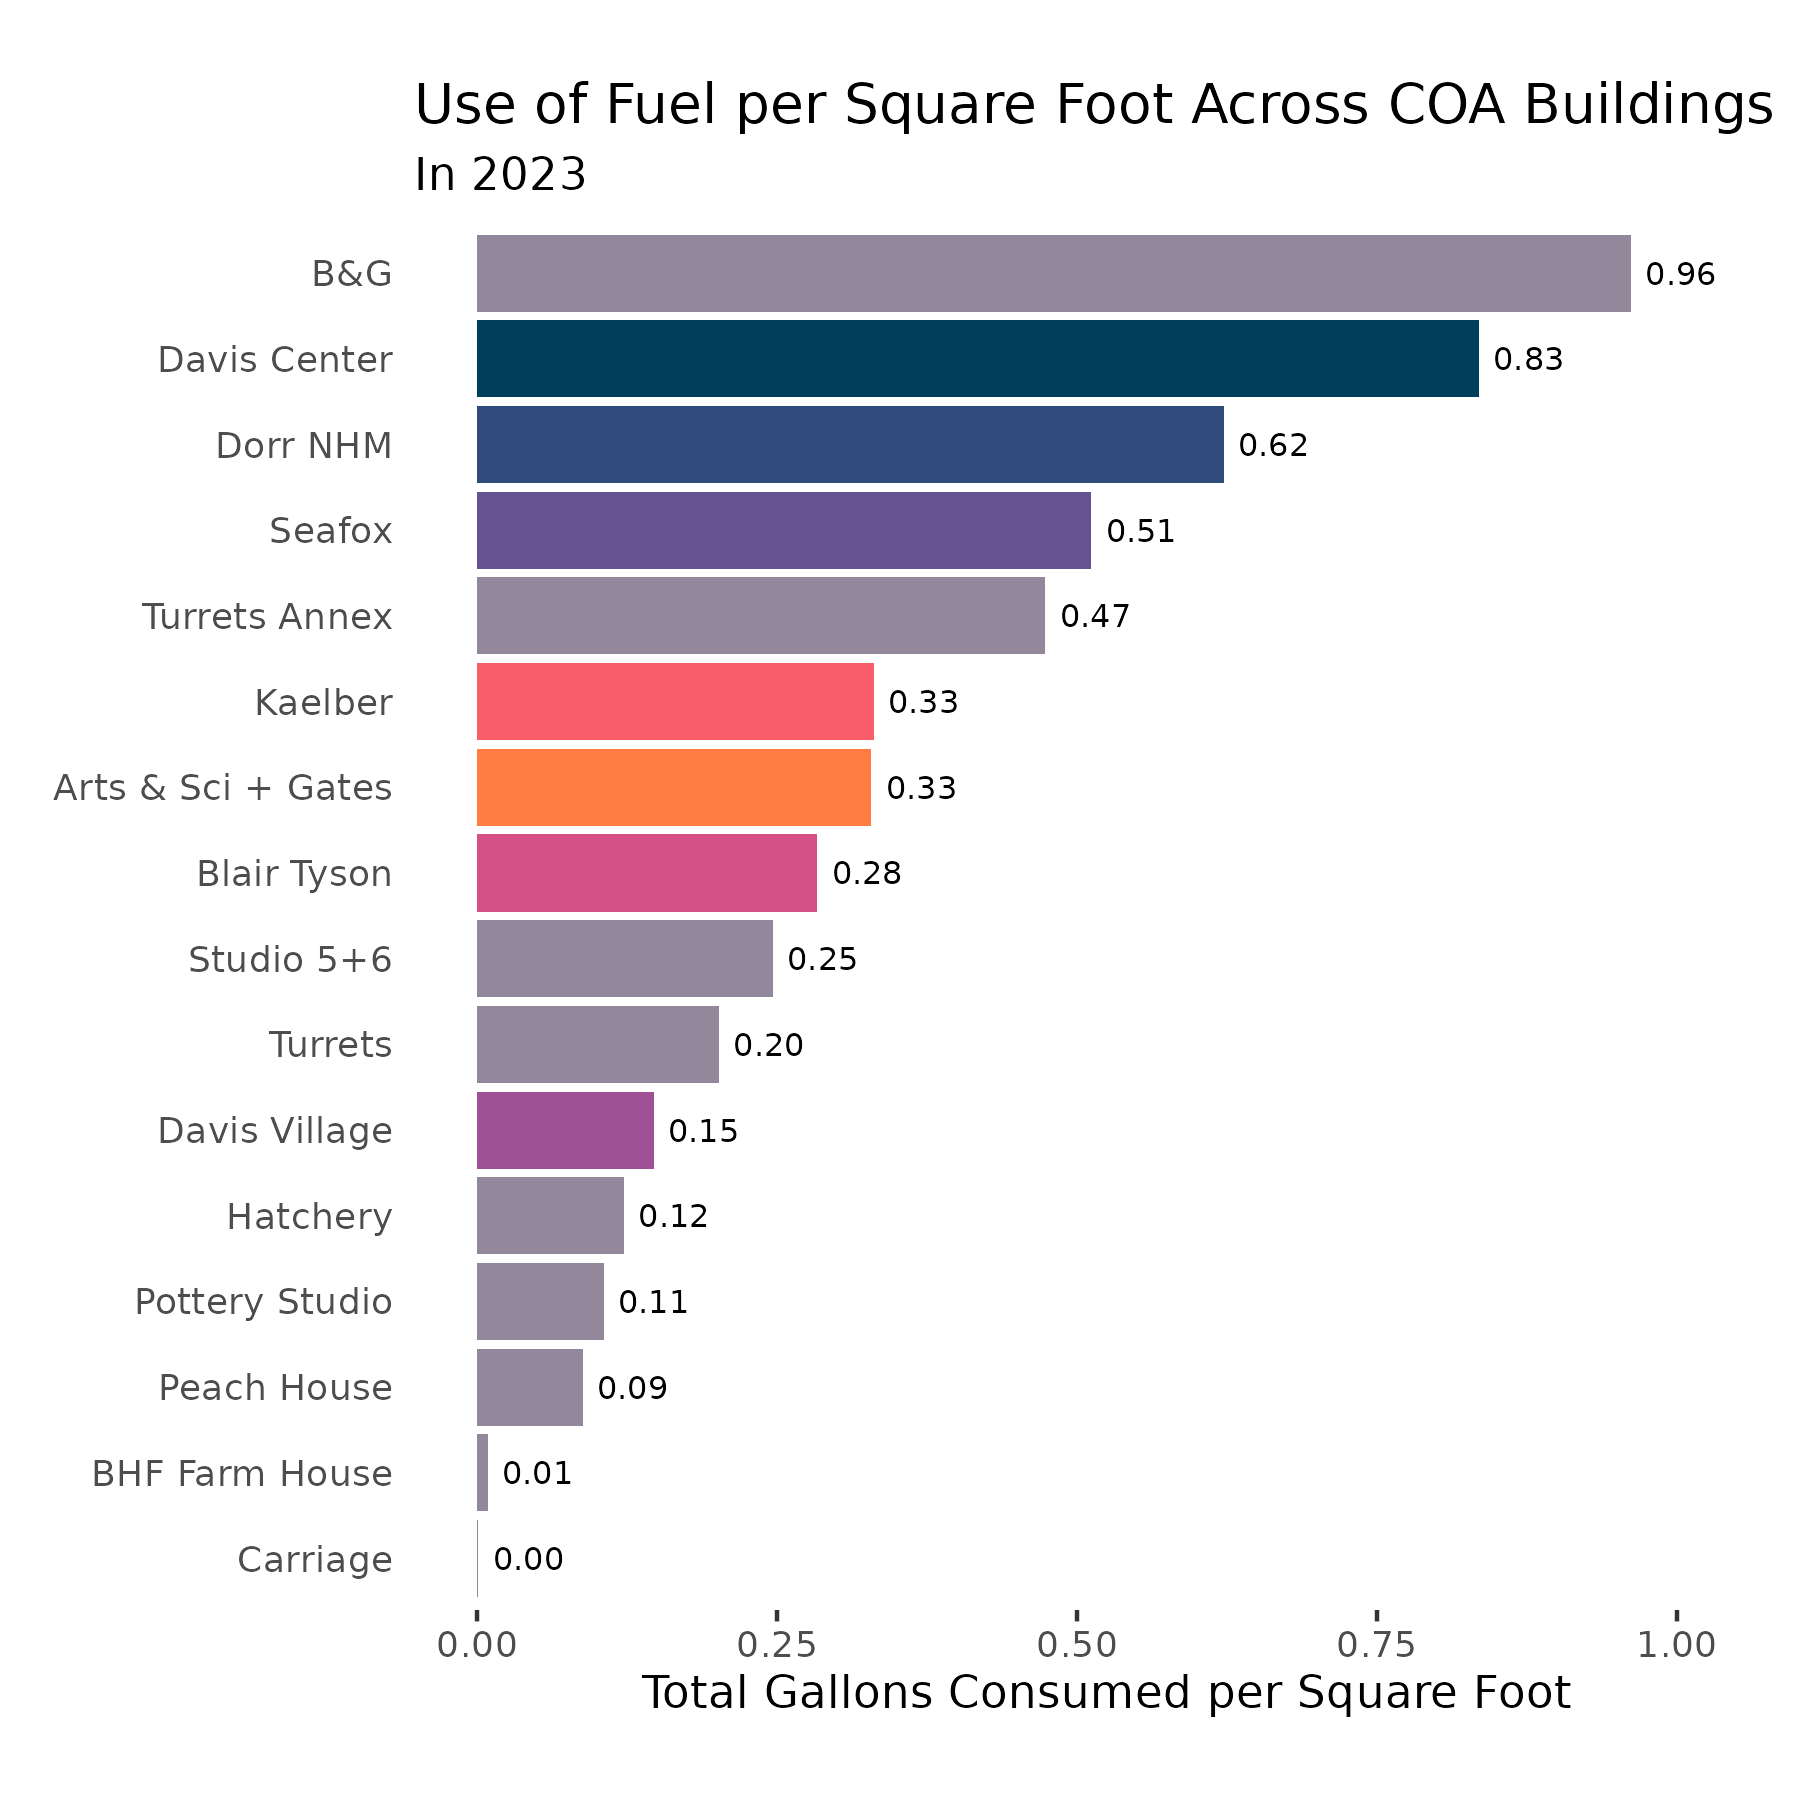 Use of Fuel per Square Foot Across COA Buildings
In 2023
B&G 0.96
Davis Center 0.83
Dorr NHM 0.62
Seafox 0.51
Turrets Annex 0.47
Kaelber 0.33
Arts & Sci + Gates 0.33
Blair Tyson 0.28
Studio 5+6 0.25
Turrets 0.20
Davis Village 0.15
Hatchery 0.12
Pottery Studio 0.11
Peach House 0.09
BHF Farm House 0.01
Carriage 0.00
0.00 0.25 0.50 0.75 1.00
Total Gallons Consumed per Square Foot